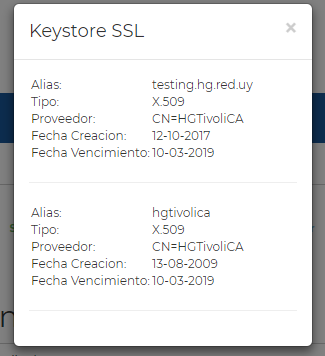 Keystore SSL ×
Alias: testing.hg.red.uy
Tipo: X.509
Proveedor: CN=HGTivoliCA
Fecha Creacion: 12-10-2017
Fecha Vencimiento: 10-03-2019
Alias: hgtivolica
Tipo: X.509
Proveedor: CN=HGTivoliCA
Fecha Creacion: 13-08-2009
Fecha Vencimiento: 10-03-2019